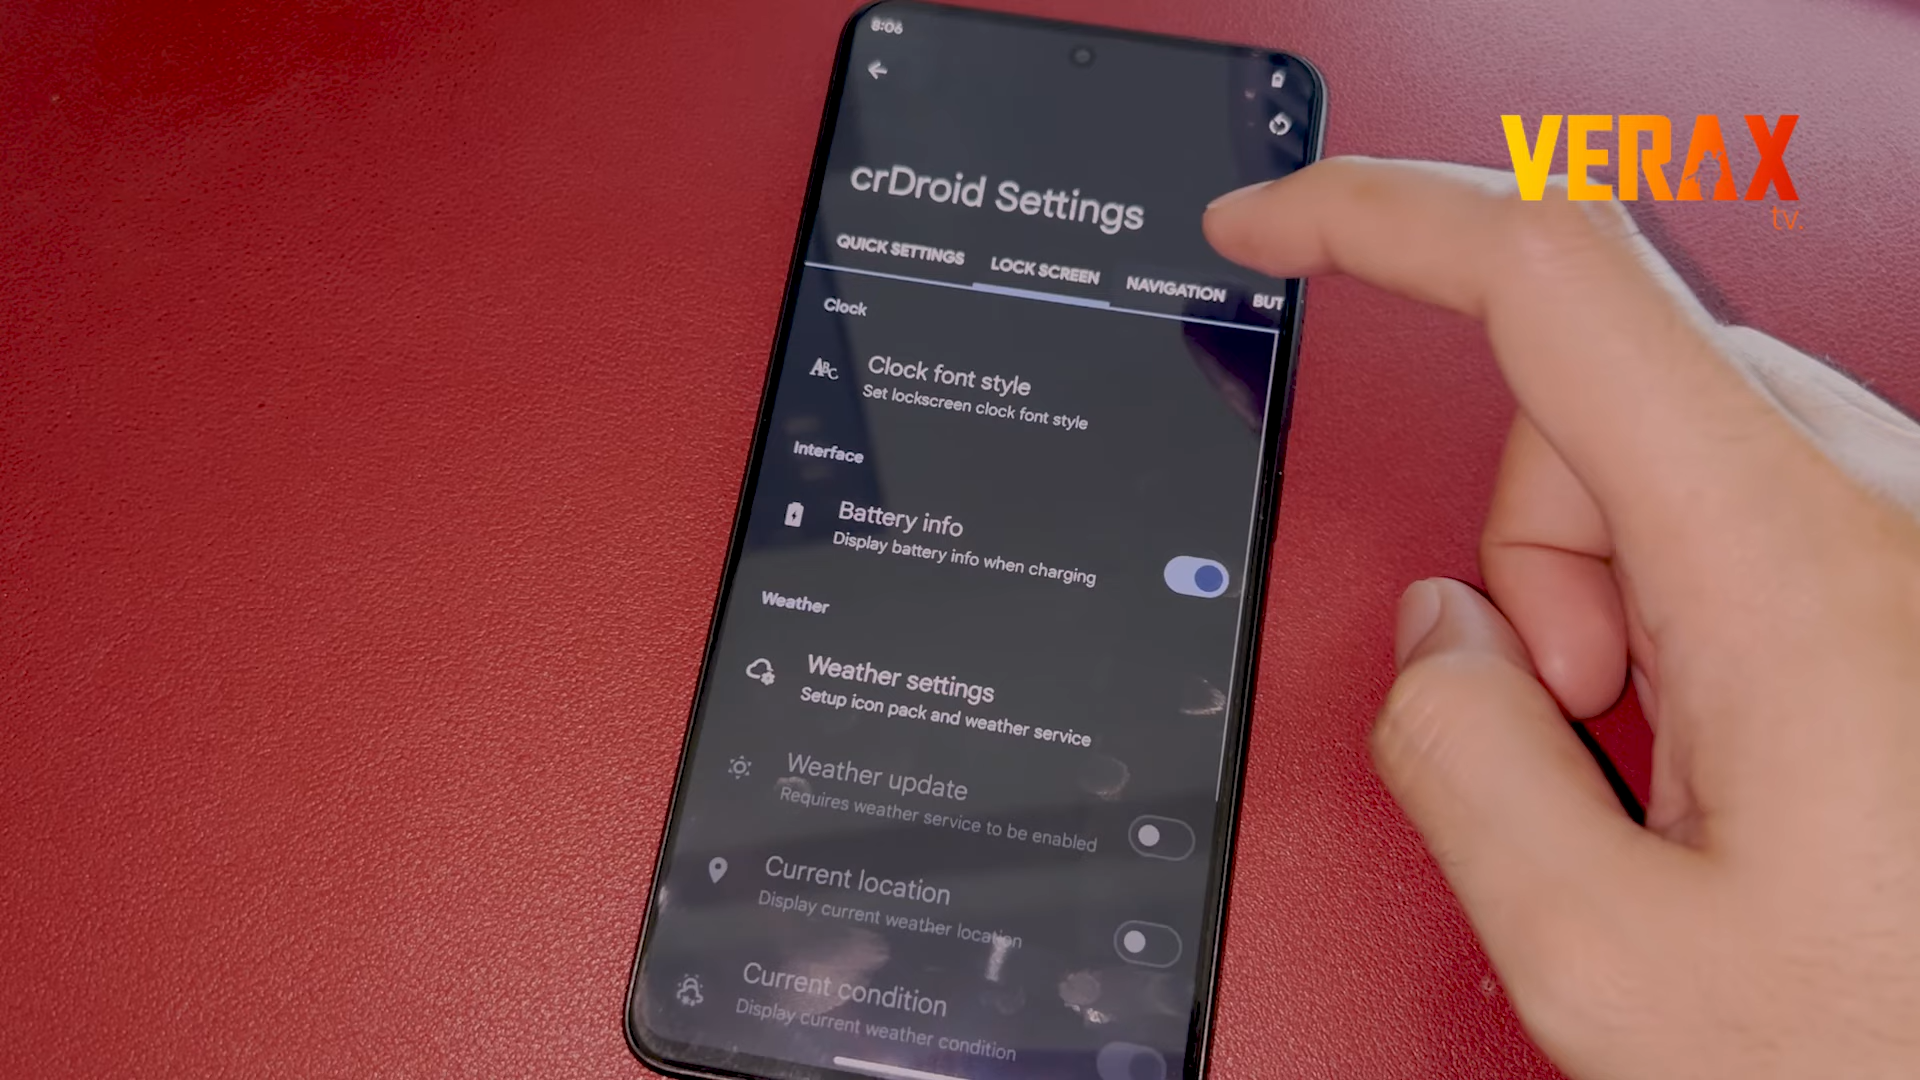 8:06
VERAX
tv.
crDroid Settings
QUICK SETTINGS LOCK SCREEN NAVIGATION BUT
Clock
ABC
Clock font style
Set lockscreen clock font style
Interface
Battery info
Display battery info when charging
Weather
Weather settings
Setup icon pack and weather service
Weather update
Requires weather service to be enabled
Current location
Display current weather location
Current condition
Display current weather condition